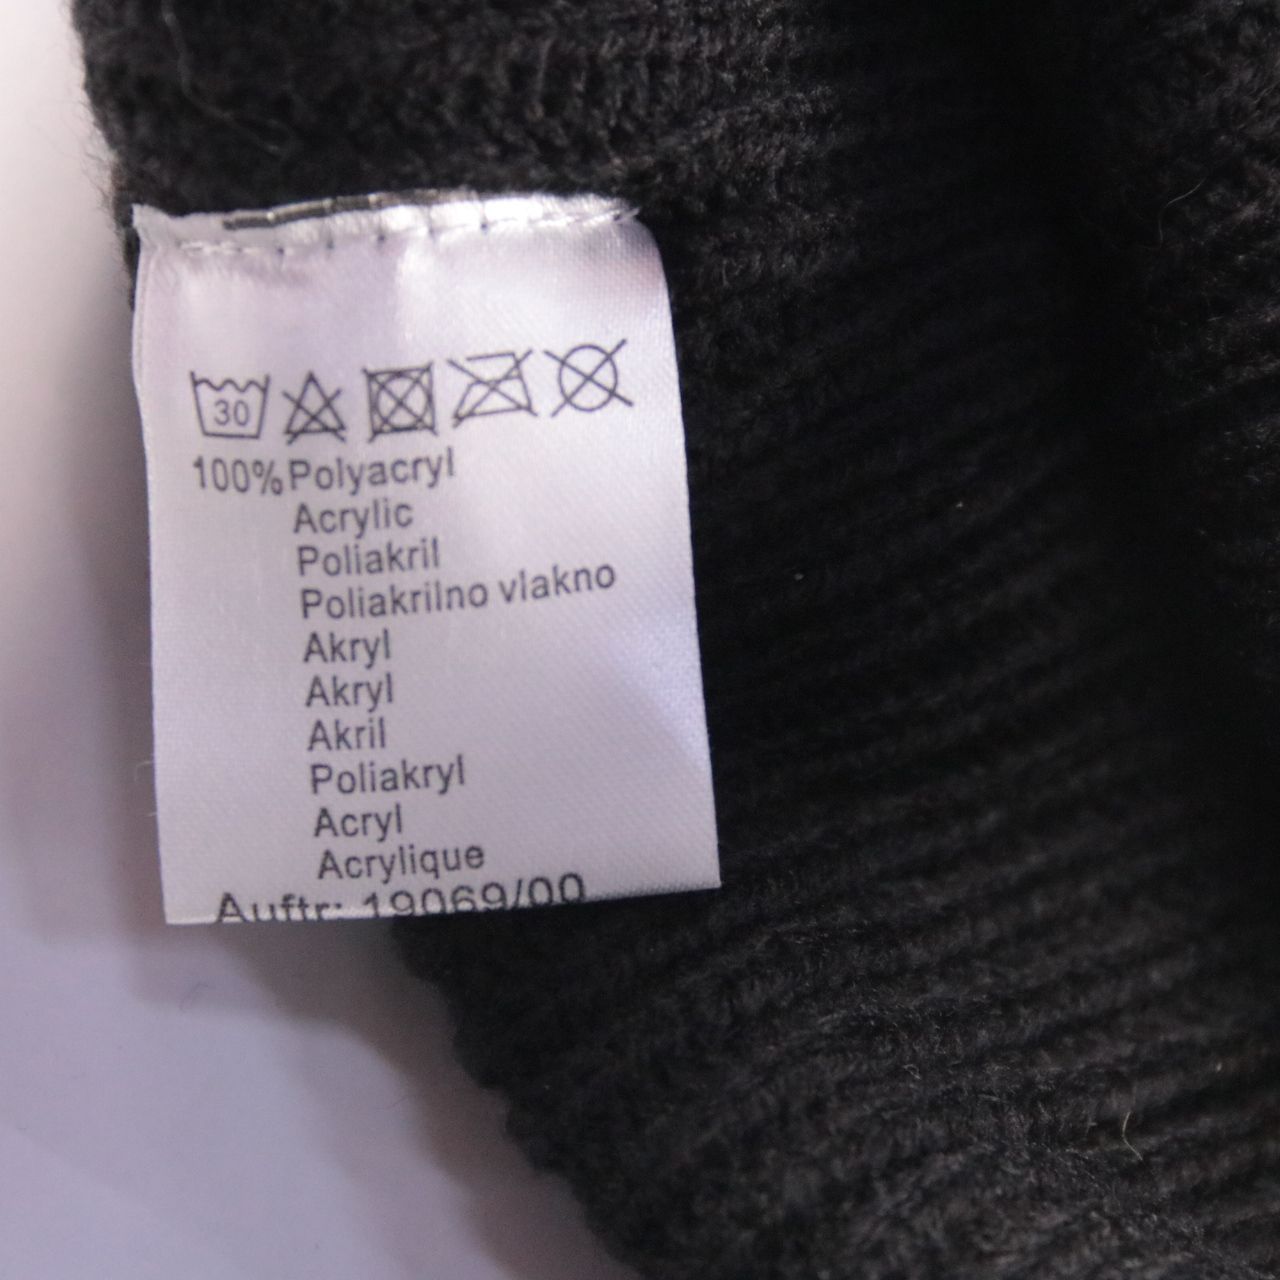 30
100% Polyacryl
Acrylic
Poliakril
Poliakrilno vlakno
Akryl
Akryl
Akril
Poliakryl
Acryl
Acrylique
Auftr: 19069/00